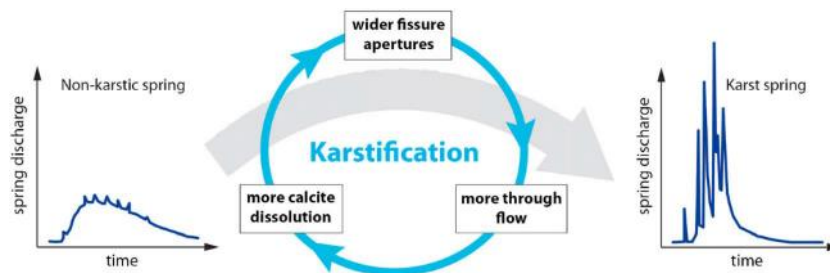 wider fissure
apertures
Non-karstic spring
Karst spring
spring discharge
spring discharge
Karstification
more calcite
dissolution
more through
flow
time
time